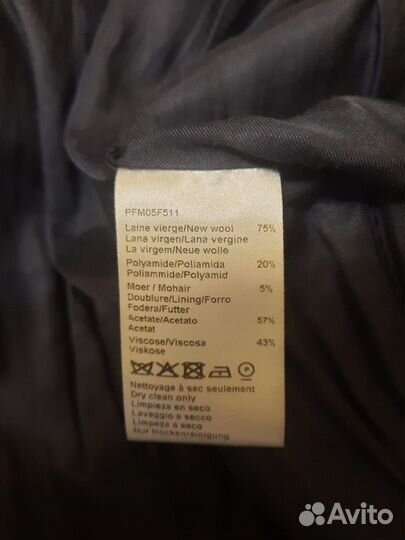 PFM05F511
Laine vierge/New wool 75%
Lana virgen/Lana vergine
La virgem/Neue wolle
Polyamide/Poliamida 20%
Poliammide/Polyamid
Moer / Mohair 5%
Doublure/Lining/Forro
Fodera/Futter
Acetate/Acetato 57%
Acetat
Viscose/Viscosa 43%
Viskose
P
Nettoyage à sec seulement
Dry clean only
Limpieza en seco
Lavaggio a secco
Limpeza em seco
Nur trockenreinigung
Avito